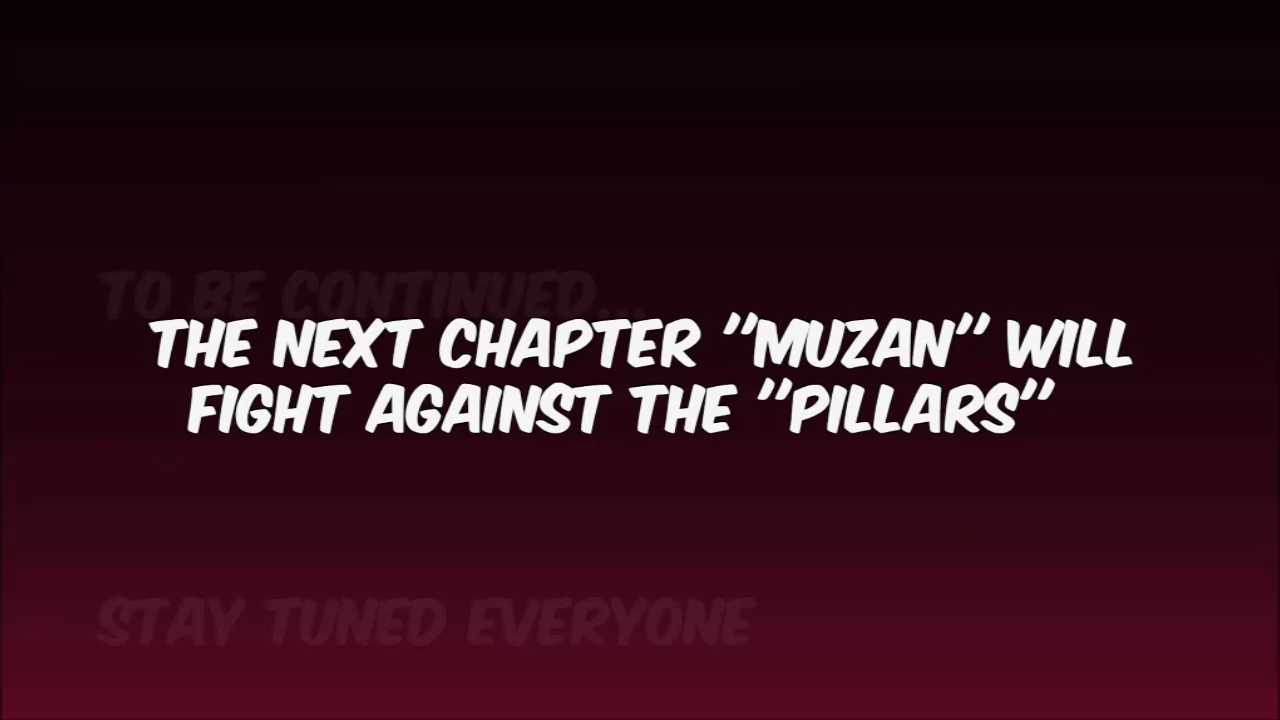 TO BE CONTINUED...
THE NEXT CHAPTER "MUZAN" WILL
FIGHT AGAINST THE "PILLARS"
STAY TUNED EVERYONE